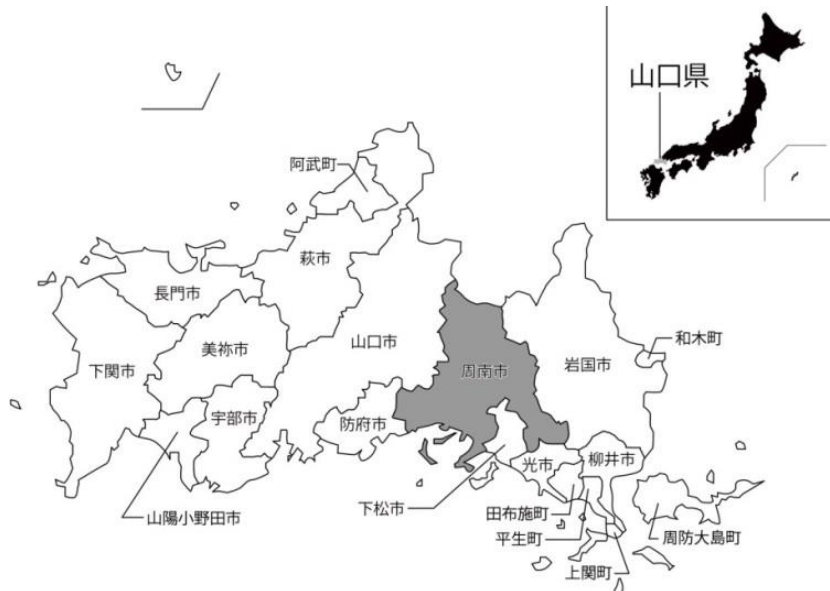 山口県
阿武町
萩市
長門市
山口市
和木町
美祢市
下関市
周南市
岩国市
宇部市
防府市
光市
柳井市
下松市
田布施町
山陽小野田市
平生町
周防大島町
上関町